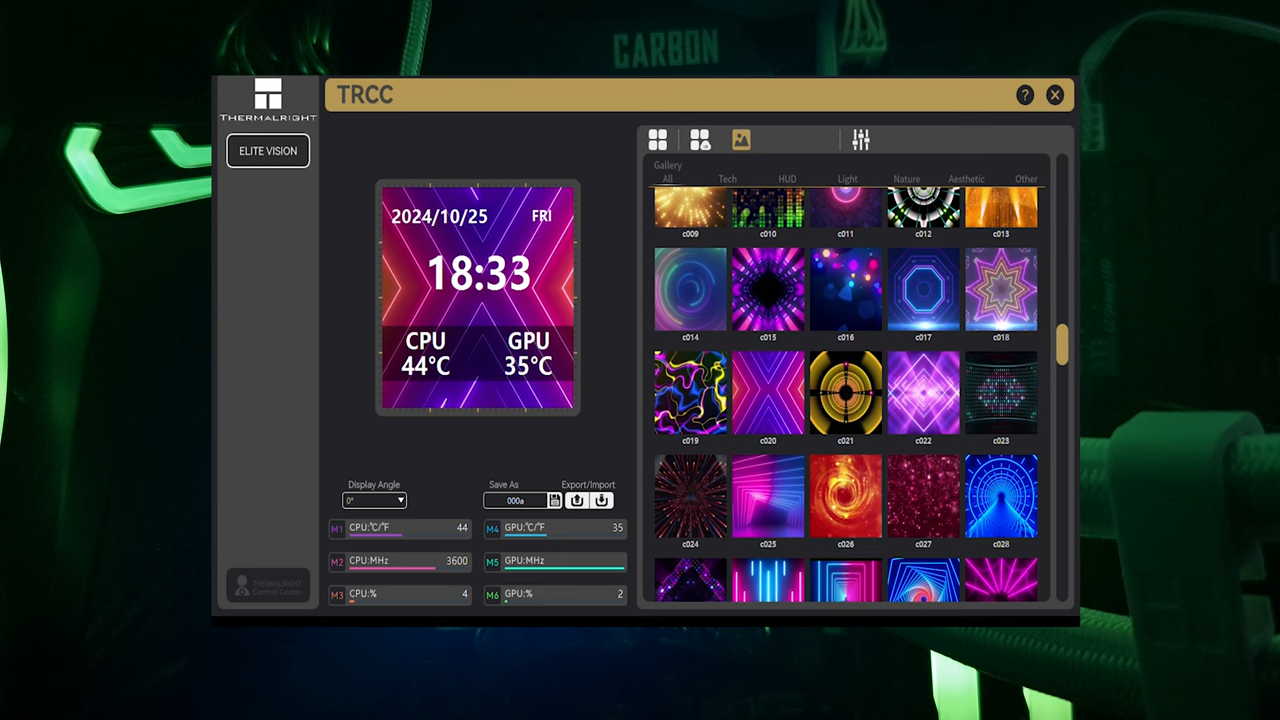 CARBON
THERMALRIGHT
ELITE VISION
TRCC
?
2024/10/25 FRI
18:33
CPU GPU
44°C 35°C
Display Angle
0°
Save As
000a
Export/Import
M1 CPU:℃/℉ 44
M4 GPU:℃/℉ 35
M2 CPU:MHz 3600
M5 GPU:MHz
M3 CPU:% 4
M6 GPU:% 2
THERMALRIGHT
Control Center
Gallery
All Tech HUD Light Nature Aesthetic Other
c009 c010 c011 c012 c013
c014 c015 c016 c017 c018
c019 c020 c021 c022 c023
c024 c025 c026 c027 c028